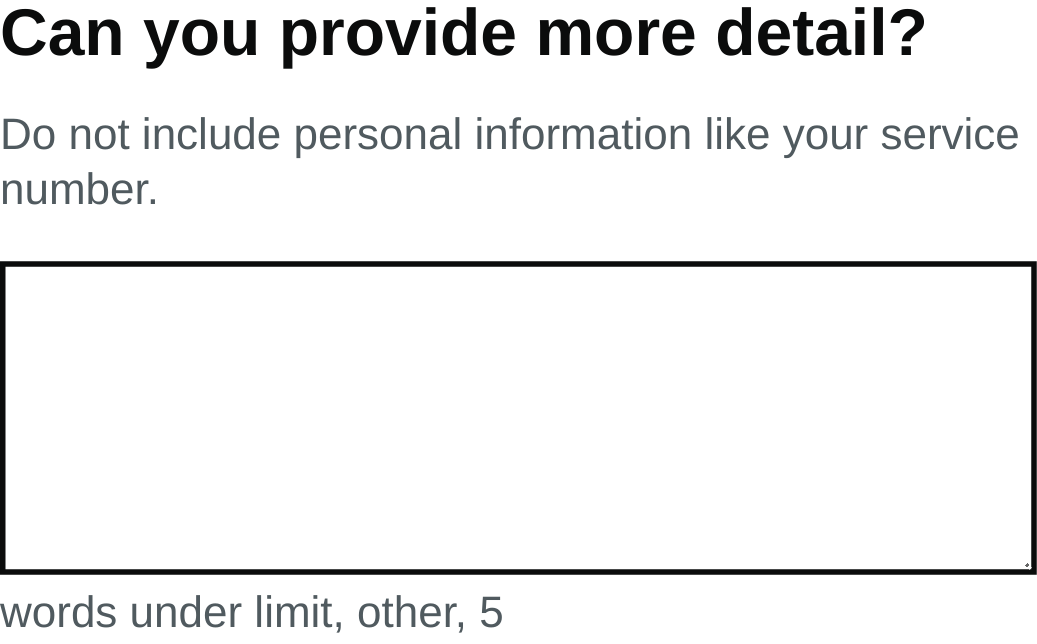 Can you provide more detail?
Do not include personal information like your service
number.
words under limit, other, 5